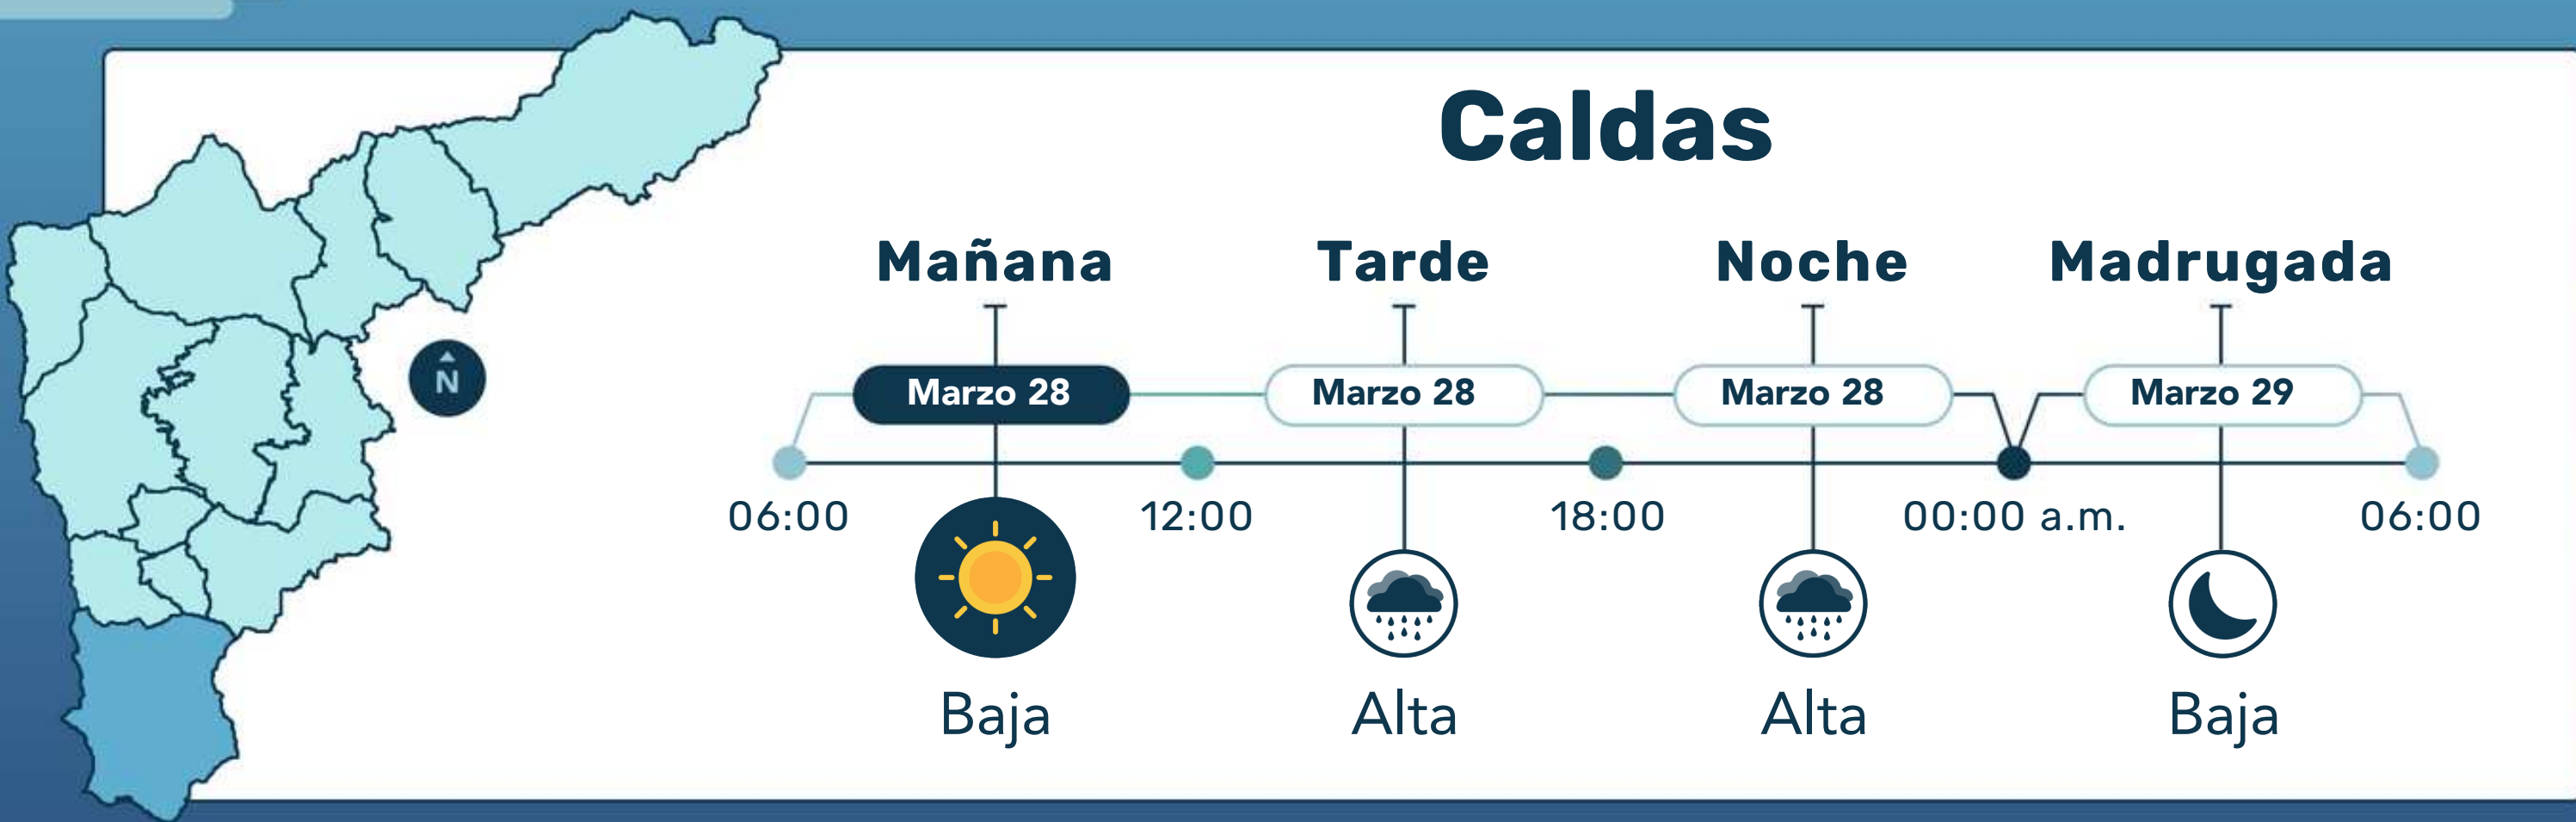 Caldas
Mañana Tarde Noche Madrugada
Marzo 28 Marzo 28 Marzo 28 Marzo 29
N
06:00 12:00 18:00 00:00 a.m. 06:00
Baja Alta Alta Baja